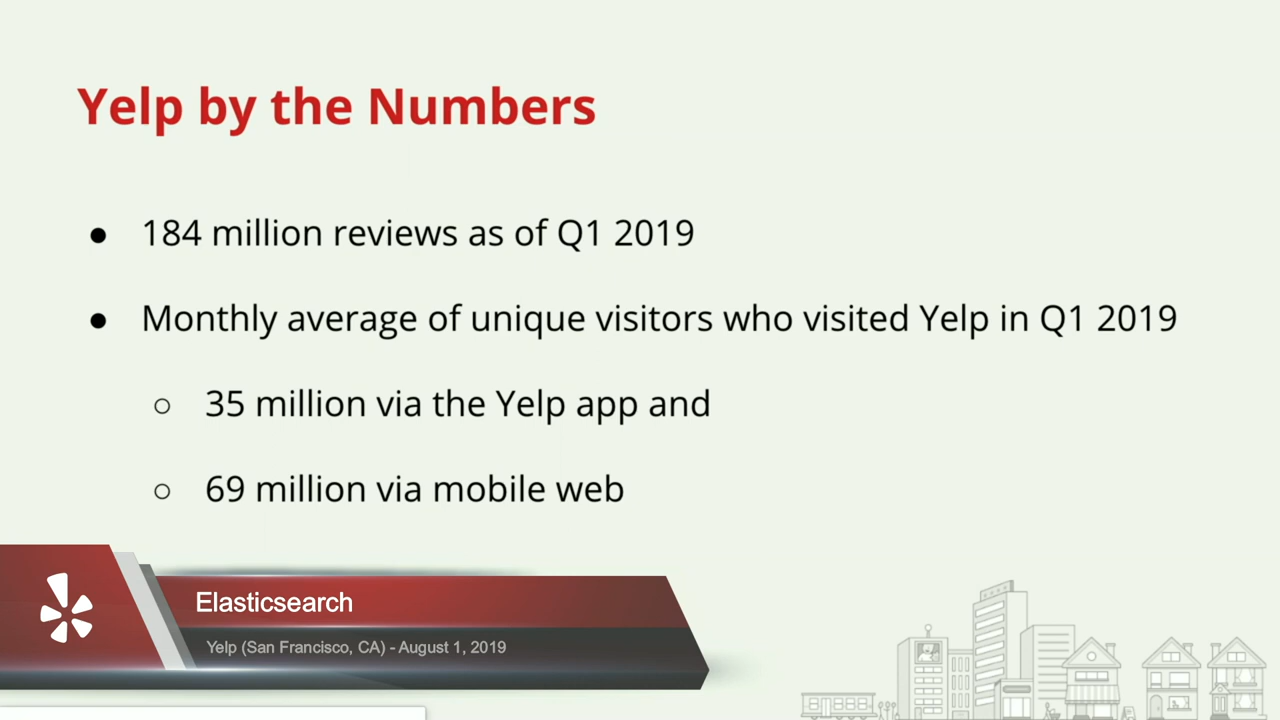 Yelp by the Numbers
● 184 million reviews as of Q1 2019
● Monthly average of unique visitors who visited Yelp in Q1 2019
○ 35 million via the Yelp app and
○ 69 million via mobile web
Elasticsearch
Yelp (San Francisco, CA) - August 1, 2019